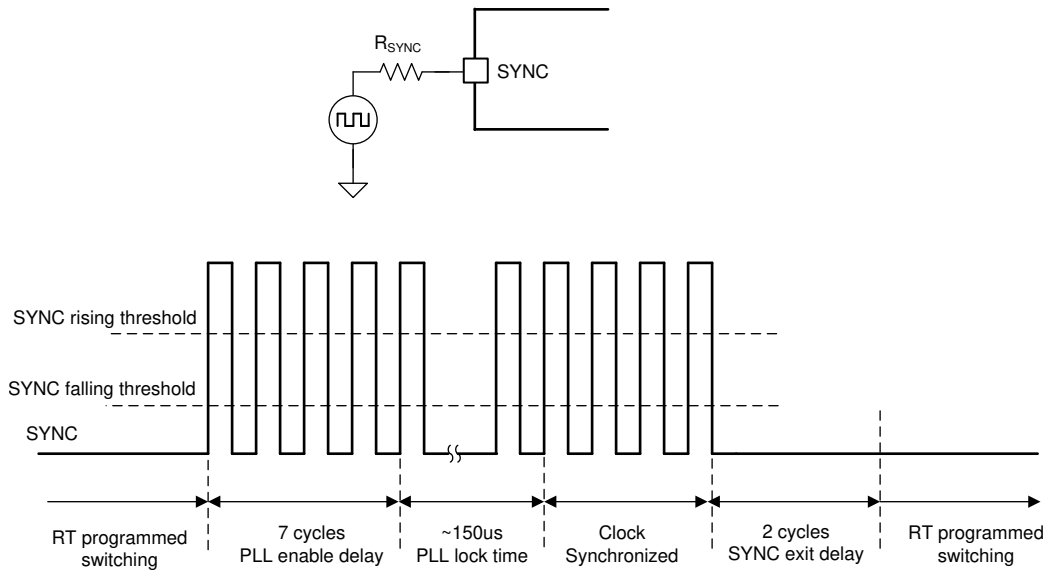 R_SYNC
SYNC
SYNC rising threshold
SYNC falling threshold
SYNC
RT programmed
switching
7 cycles
PLL enable delay
~150us
PLL lock time
Clock
Synchronized
2 cycles
SYNC exit delay
RT programmed
switching